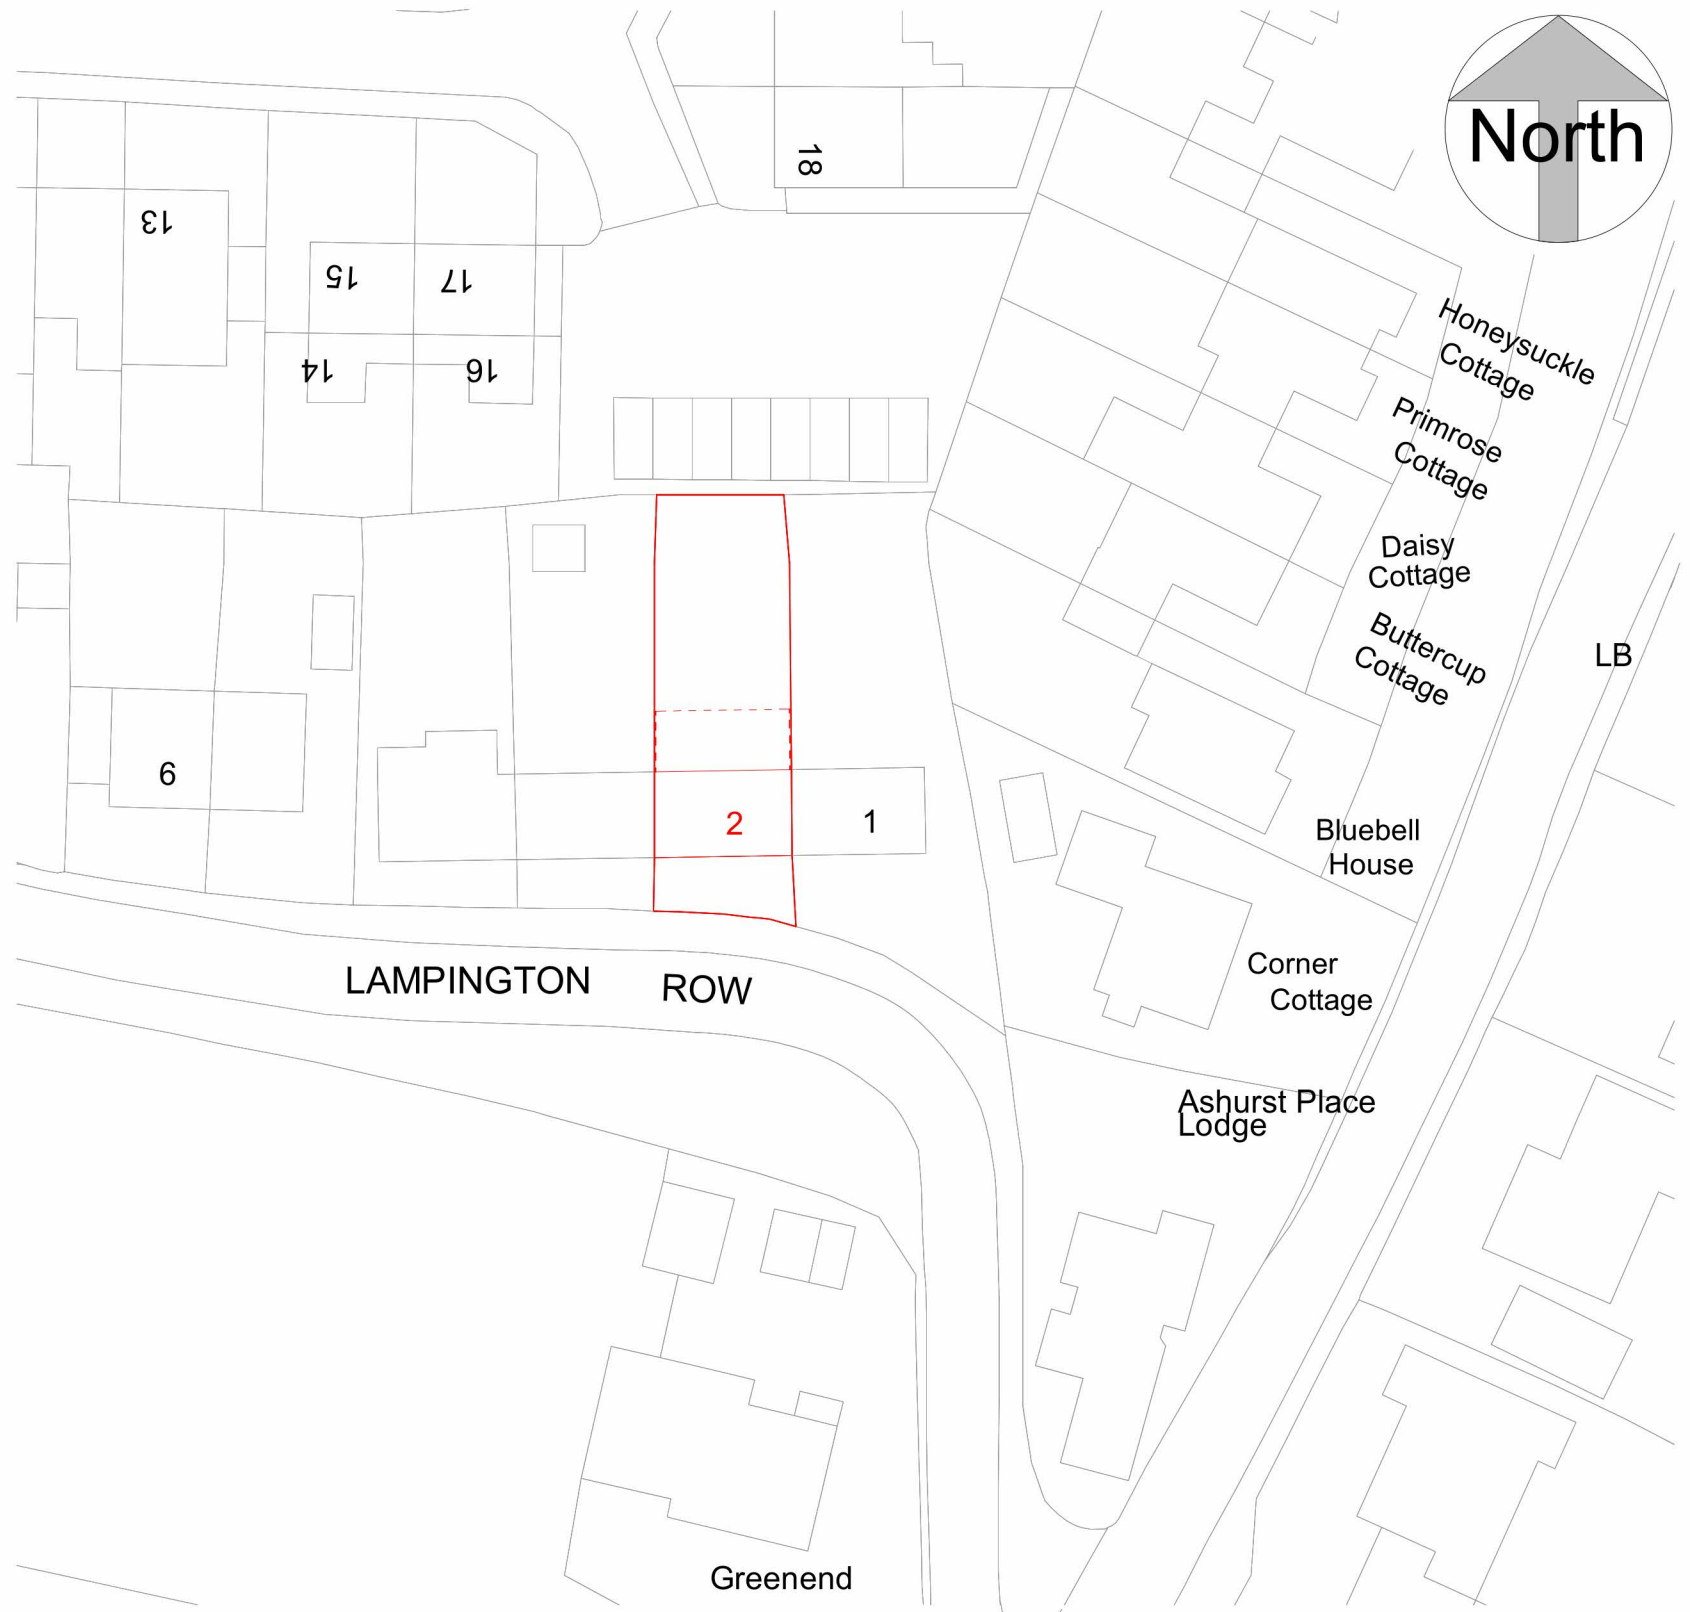 North
18
13
15
17
14
16
Honeysuckle
Cottage
Primrose
Cottage
Daisy
Cottage
Buttercup
Cottage
LB
6
2
1
Bluebell
House
Corner
Cottage
LAMPINGTON ROW
Ashurst Place
Lodge
Greenend